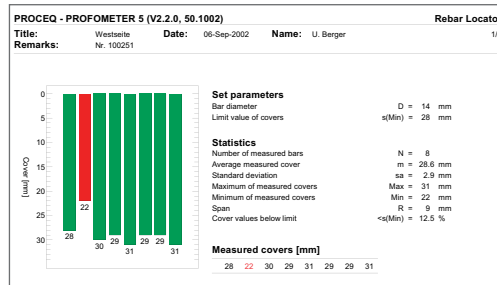 PROCEQ - PROFOMETER 5 (V2.2.0, 50.1002) Rebar Locato
Title: Westseite Date: 06-Sep-2002 Name: U. Berger 1/
Remarks: Nr. 100251
Set parameters
Bar diameter D = 14 mm
Limit value of covers s(Min) = 28 mm
Statistics
Number of measured bars N = 8
Average measured cover m = 28.6 mm
Standard deviation sa = 2.9 mm
Maximum of measured covers Max = 31 mm
Minimum of measured covers Min = 22 mm
Span R = 9 mm
Cover values below limit <s(Min) = 12.5 %
Measured covers [mm]
28 22 30 29 31 29 29 31
Cover [mm]
0
5
10
15
20
25
30
28 22 30 29 31 29 29 31